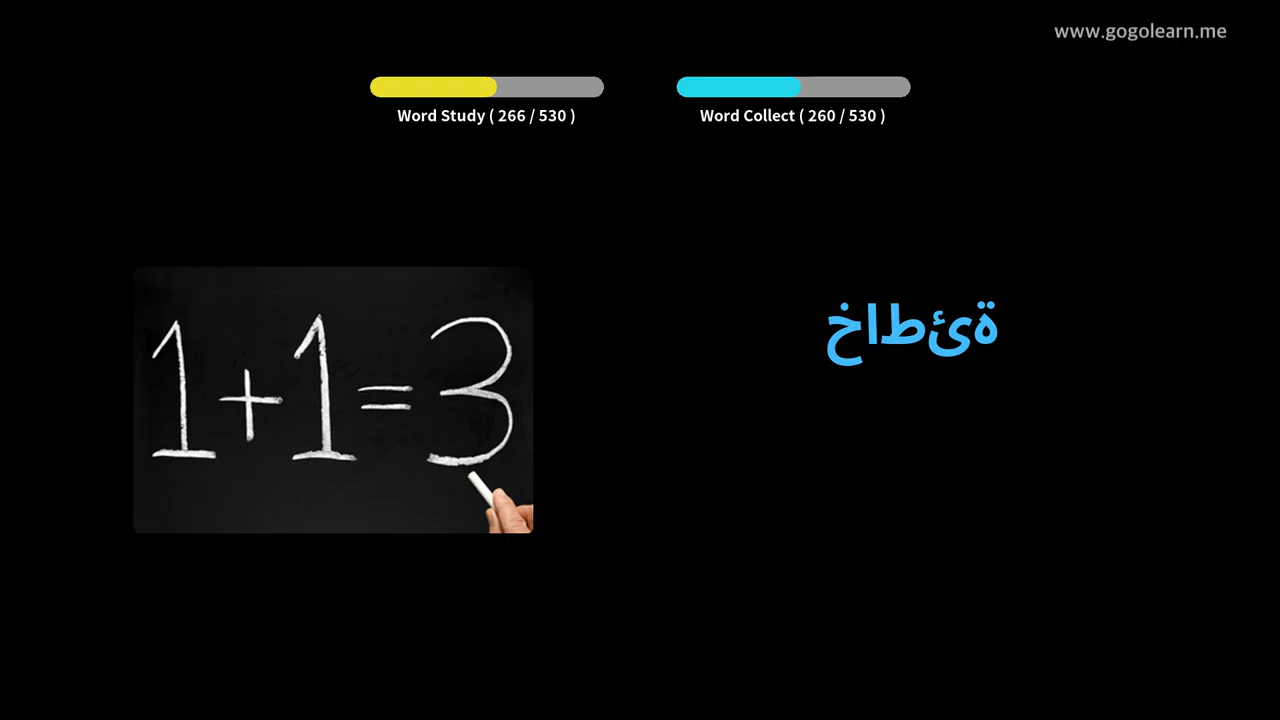 www.gogolearn.me
Word Study ( 266 / 530 )
Word Collect ( 260 / 530 )
1+1=3
خاطئة